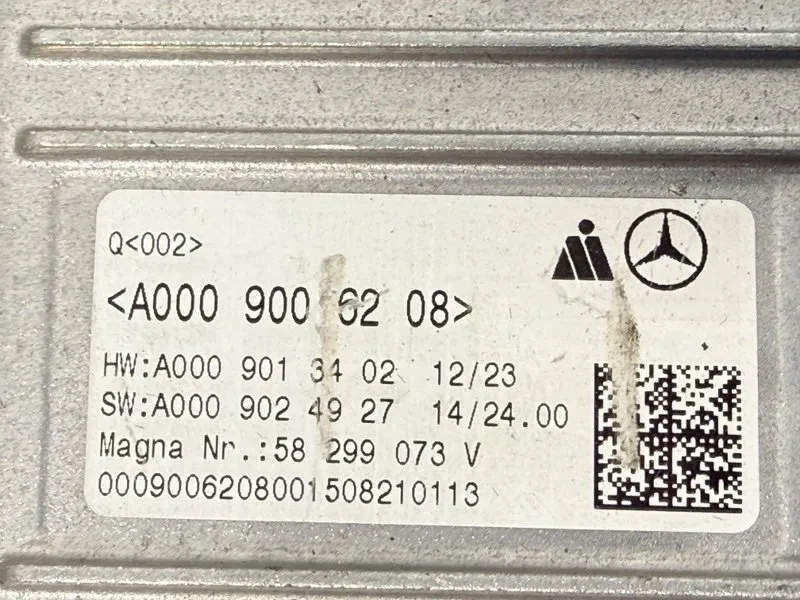 Q<002>
<A000 900 62 08>
HW:A000 901 34 02 12/23
SW:A000 902 49 27 14/24.00
Magna Nr.:58 299 073 V
0009006208001508210113